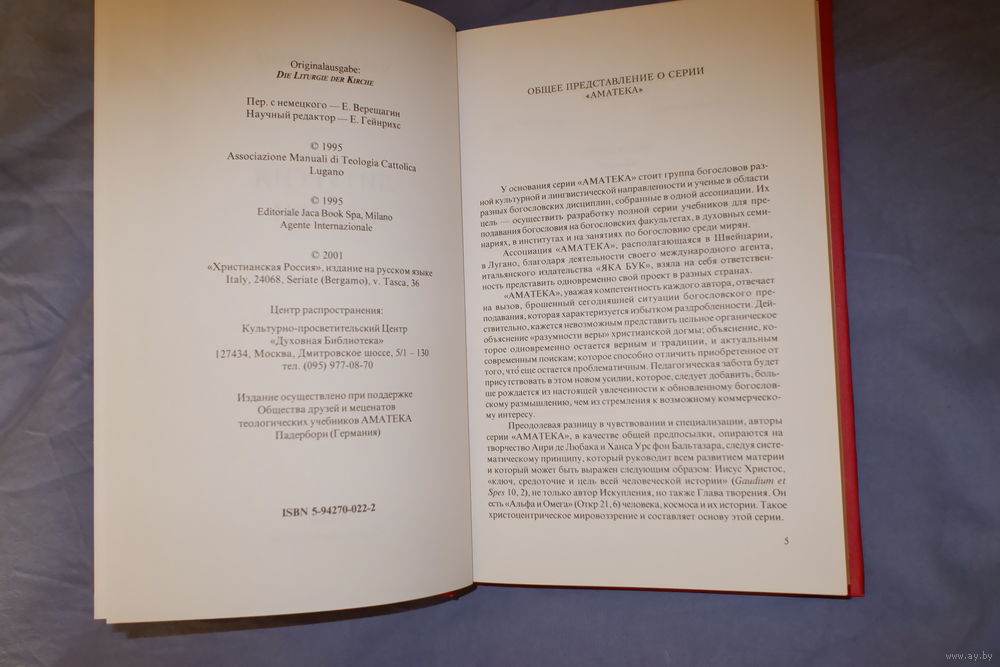 Originalausgabe:
DIE LITURGIE DER KIRCHE
Пер. с немецкого — Е. Верещагин
Научный редактор — Е. Гейнрихс
© 1995
Associazione Manuali di Teologia Cattolica
Lugano
© 1995
Editoriale Jaca Book Spa, Milano
Agente Internazionale
© 2001
«Христианская Россия», издание на русском языке
Italy, 24068, Seriate (Bergamo), v. Tasca, 36
Центр распространения:
Культурно-просветительский Центр
«Духовная Библиотека»
127434, Москва, Дмитровское шоссе, 5/1 – 130
тел. (095) 977-08-70
Издание осуществлено при поддержке
Общества друзей и меценатов
теологических учебников АМАТЕКА
Падерборн (Германия)
ISBN 5-94270-022-2
ОБЩЕЕ ПРЕДСТАВЛЕНИЕ О СЕРИИ
«АМАТЕКА»
У основания серии «АМАТЕКА» стоит группа богословов раз-
ной культурной и лингвистической направленности и ученые в области
разных богословских дисциплин, собранные в одной ассоциации. Их
цель — осуществить разработку полной серии учебников для пре-
подавания богословия на богословских факультетах, в духовных семи-
нариях, в институтах и на занятиях по богословию среди мирян.
Ассоциация «АМАТЕКА», располагающаяся в Швейцарии,
в Лугано, благодаря деятельности своего международного агента,
итальянского издательства «ЯКА БУК», взяла на себя ответствен-
ность представить одновременно свой проект в разных странах.
«АМАТЕКА», уважая компетентность каждого автора, отвечает
на вызов, брошенный сегодняшней ситуации богословского пре-
подавания, которая характеризуется избытком раздробленности. Дей-
ствительно, кажется невозможным представить цельное органическое
объяснение «разумности веры» христианской догмы; объяснение, ко-
торое одновременно остается верным и традиции, и актуальным
современным поискам; которое способно отличить приобретенное от
того, что еще остается проблематичным. Педагогическая забота будет
присутствовать в этом новом усилии, которое, следует добавить, боль-
ше рождается из настоящей увлеченности к обновленному богослов-
скому размышлению, чем из стремления к возможному коммерческо-
му интересу.
Преодолевая разницу в чувствовании и специализации, авторы
серии «АМАТЕКА», в качестве общей предпосылки, опираются на
творчество Анри де Любака и Ханса Урс фон Бальтазара, следуя систе-
матическому принципу, который руководит всем развитием материи
и который может быть выражен следующим образом: Иисус Христос,
«ключ, средоточие и цель всей человеческой истории» (Gaudium et
Spes 10, 2), не только автор Искупления, но также Глава творения. Он
есть «Альфа и Омега» (Откр 21, 6) человека, космоса и их истории. Такое
христоцентрическое мировоззрение и составляет основу этой серии.
5
www.ay.by